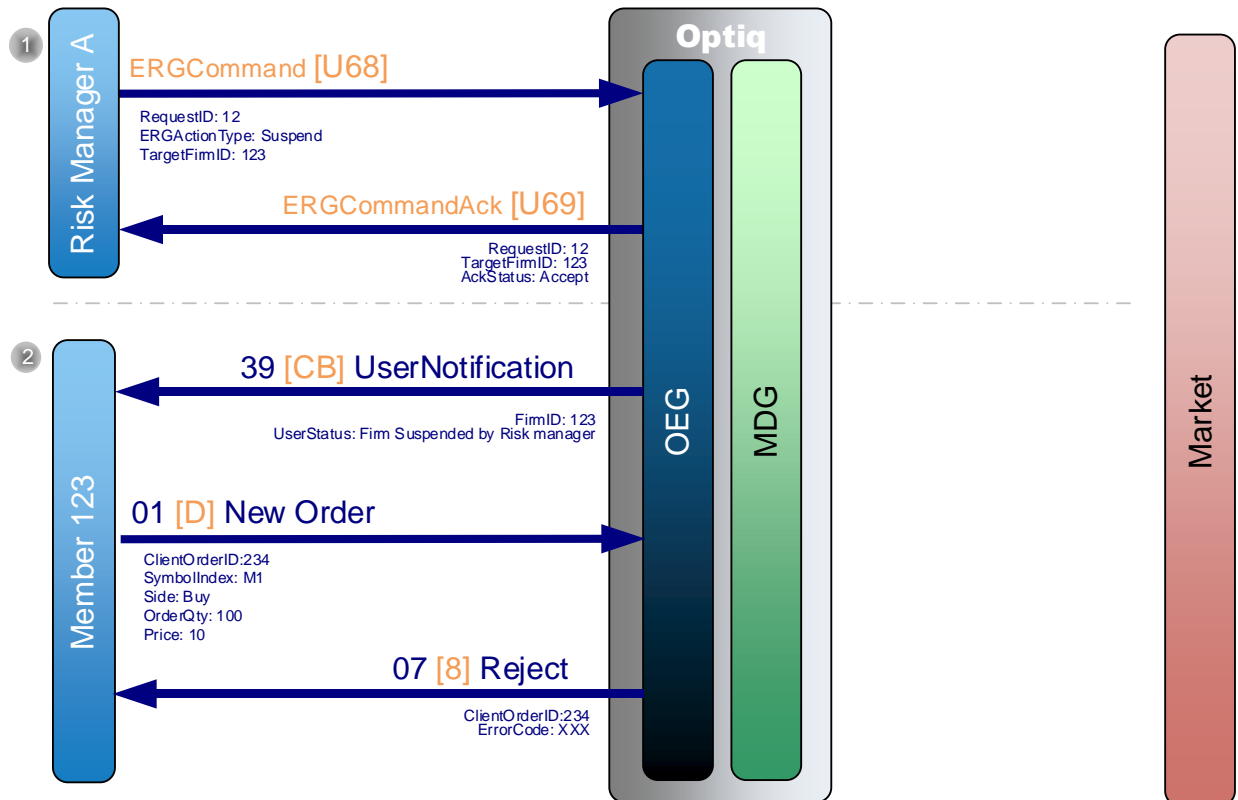 1
Risk Manager A
Optiq
Market
ERGCommand [U68]
RequestID: 12
ERGActionType: Suspend
TargetFirmID: 123
ERGCommandAck [U69]
RequestID: 12
TargetFirmID: 123
AckStatus: Accept
OEG
MDG
2
Member 123
39 [CB] UserNotification
FirmID: 123
UserStatus: Firm Suspended by Risk manager
01 [D] New Order
ClientOrderID:234
SymbolIndex: M1
Side: Buy
OrderQty: 100
Price: 10
07 [8] Reject
ClientOrderID:234
ErrorCode: XXX